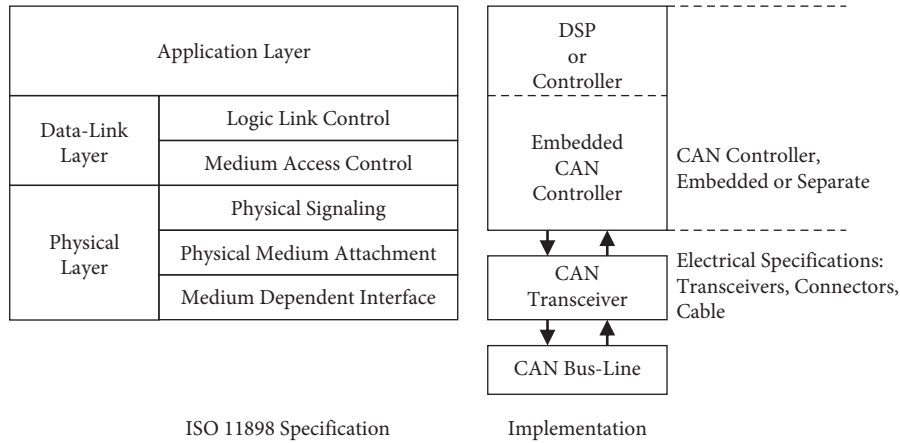 Application Layer
Data-Link
Layer
Logic Link Control
Medium Access Control
Physical
Layer
Physical Signaling
Physical Medium Attachment
Medium Dependent Interface
ISO 11898 Specification
DSP
or
Controller
Embedded
CAN
Controller
CAN
Transceiver
CAN Bus-Line
Implementation
CAN Controller,
Embedded or Separate
Electrical Specifications:
Transceivers, Connectors,
Cable